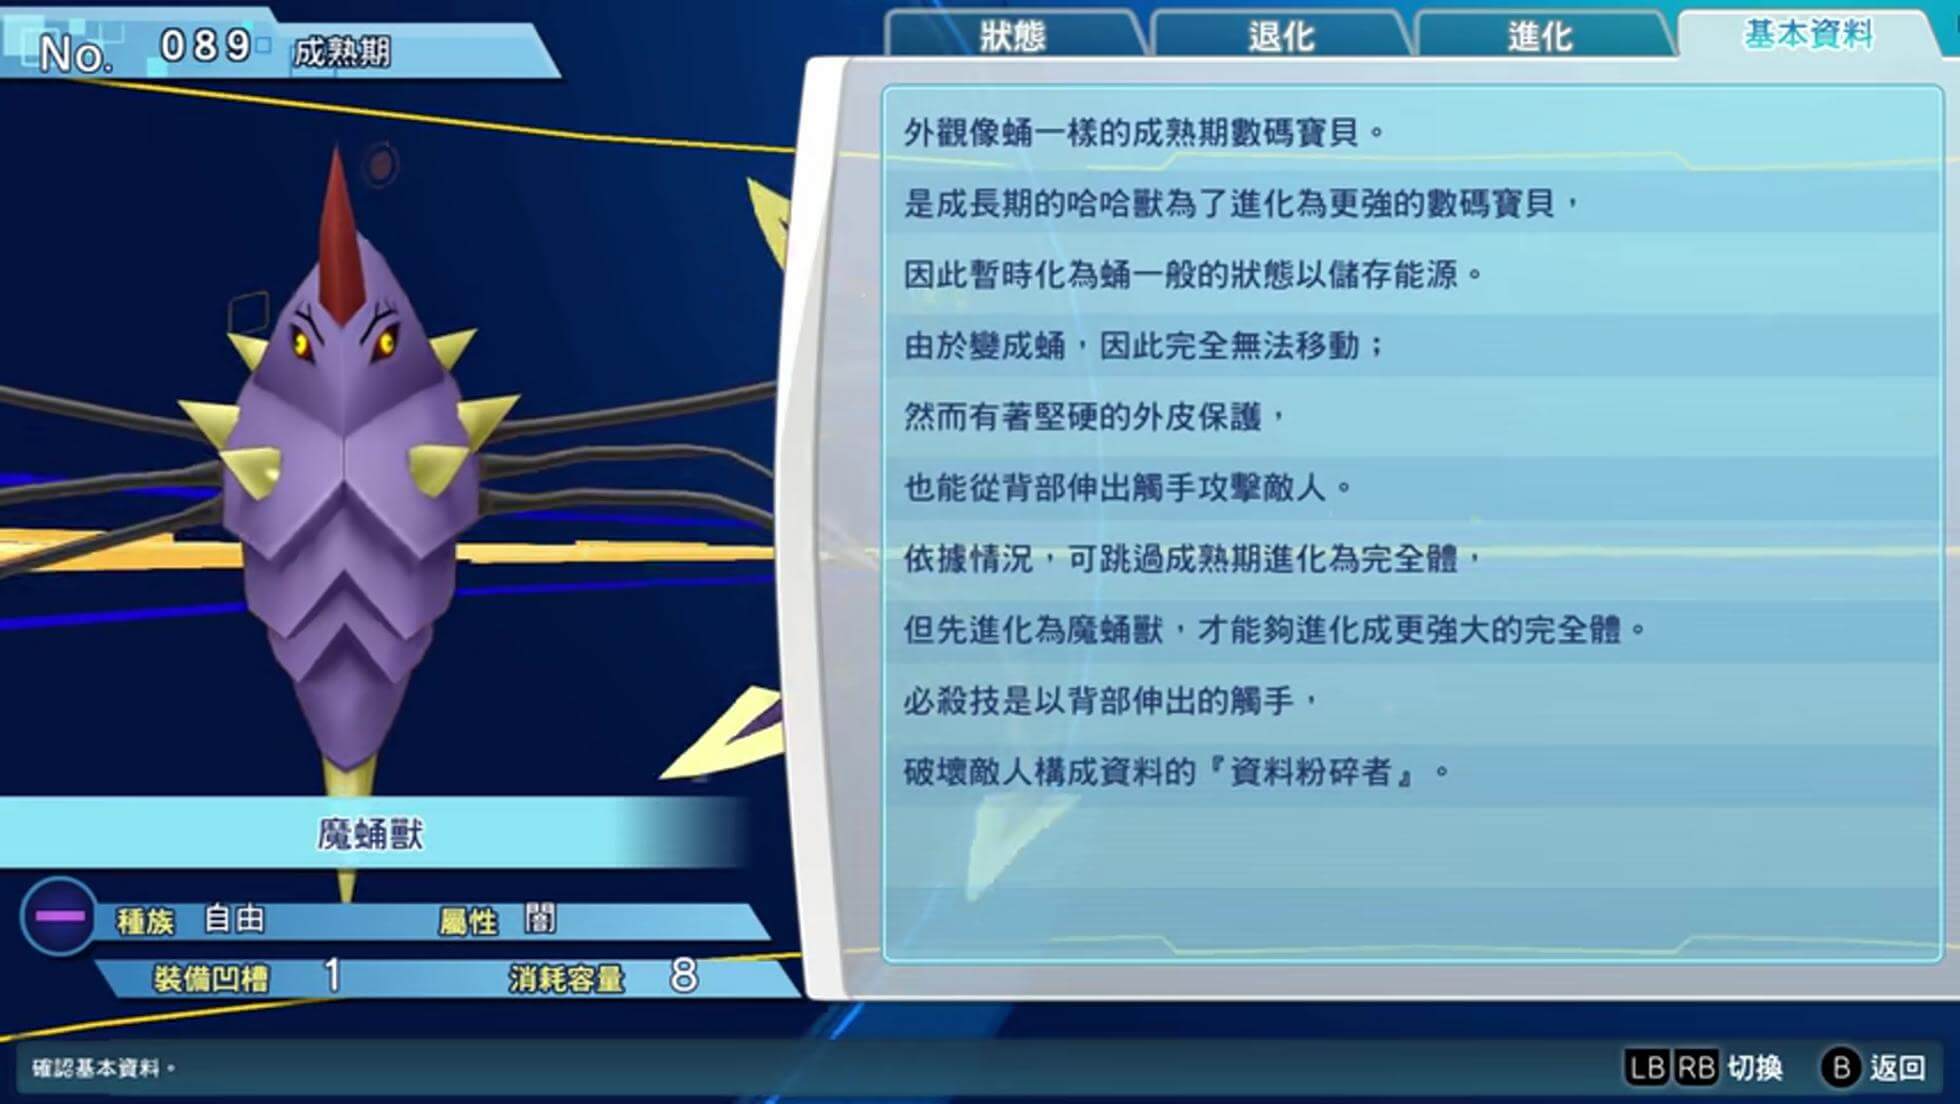 No. 089 成熟期
狀態 退化 進化 基本資料
外觀像蛹一樣的成熟期數碼寶貝。
是成長期的哈哈獸為了進化為更強的數碼寶貝，
因此暫時化為蛹一般的狀態以儲存能源。
由於變成蛹，因此完全無法移動；
然而有著堅硬的外皮保護，
也能從背部伸出觸手攻擊敵人。
依據情況，可跳過成熟期進化為完全體，
但先進化為魔蛹獸，才能夠進化成更強大的完全體。
必殺技是以背部伸出的觸手，
破壞敵人構成資料的『資料粉碎者』。
魔蛹獸
種族 自由 屬性 闇
裝備凹槽 1 消耗容量 8
確認基本資料。
LB RB 切換 B 返回